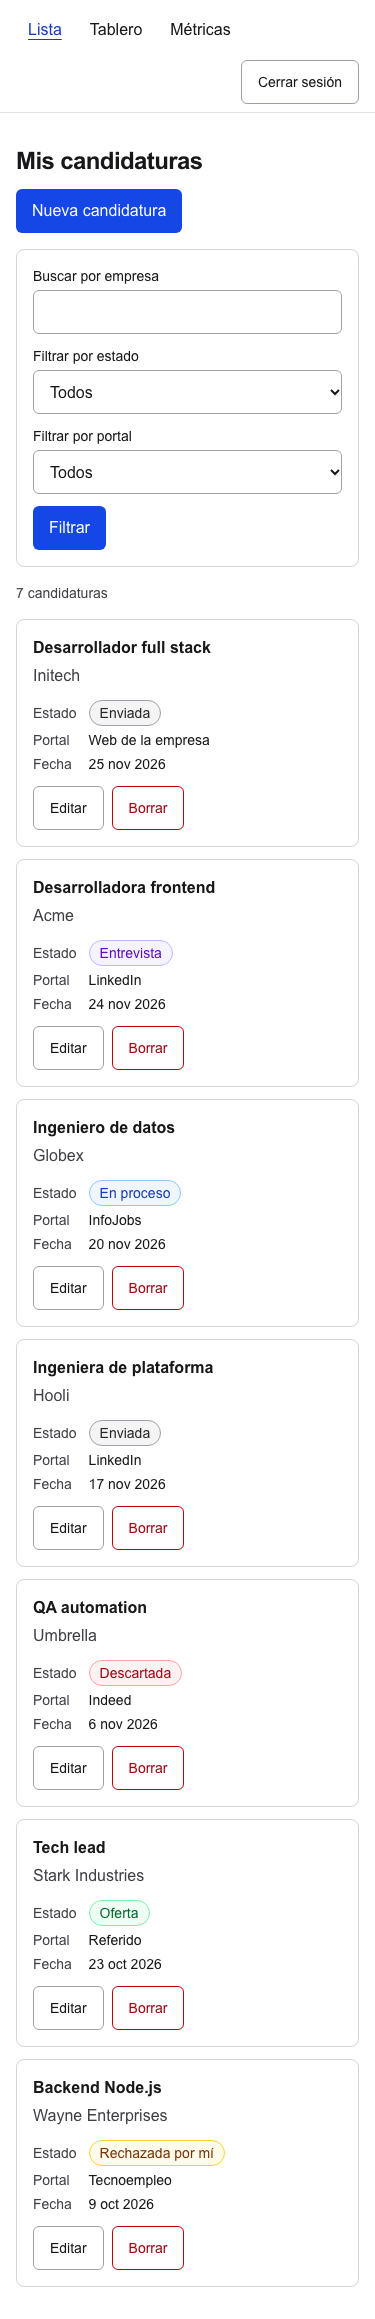 Lista Tablero Métricas
Cerrar sesión
Mis candidaturas
Nueva candidatura
Buscar por empresa
Filtrar por estado
Todos
Filtrar por portal
Todos
Filtrar
7 candidaturas
Desarrollador full stack
Initech
Estado Enviada
Portal Web de la empresa
Fecha 25 nov 2026
Editar Borrar
Desarrolladora frontend
Acme
Estado Entrevista
Portal LinkedIn
Fecha 24 nov 2026
Editar Borrar
Ingeniero de datos
Globex
Estado En proceso
Portal InfoJobs
Fecha 20 nov 2026
Editar Borrar
Ingeniera de plataforma
Hooli
Estado Enviada
Portal LinkedIn
Fecha 17 nov 2026
Editar Borrar
QA automation
Umbrella
Estado Descartada
Portal Indeed
Fecha 6 nov 2026
Editar Borrar
Tech lead
Stark Industries
Estado Oferta
Portal Referido
Fecha 23 oct 2026
Editar Borrar
Backend Node.js
Wayne Enterprises
Estado Rechazada por mí
Portal Tecnoempleo
Fecha 9 oct 2026
Editar Borrar